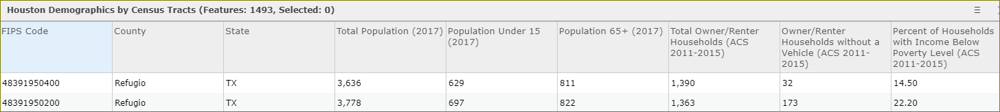 Houston Demographics by Census Tracts (Features: 1493, Selected: 0)
FIPS Code
County
State
Total Population (2017)
Population Under 15
(2017)
Population 65+ (2017)
Total Owner/Renter
Households (ACS
2011-2015)
Owner/Renter
Households without a
Vehicle (ACS 2011-
2015)
Percent of Households
with Income Below
Poverty Level (ACS
2011-2015)
48391950400 Refugio TX 3,636 629 811 1,390 32 14.50
48391950200 Refugio TX 3,778 697 822 1,363 173 22.20